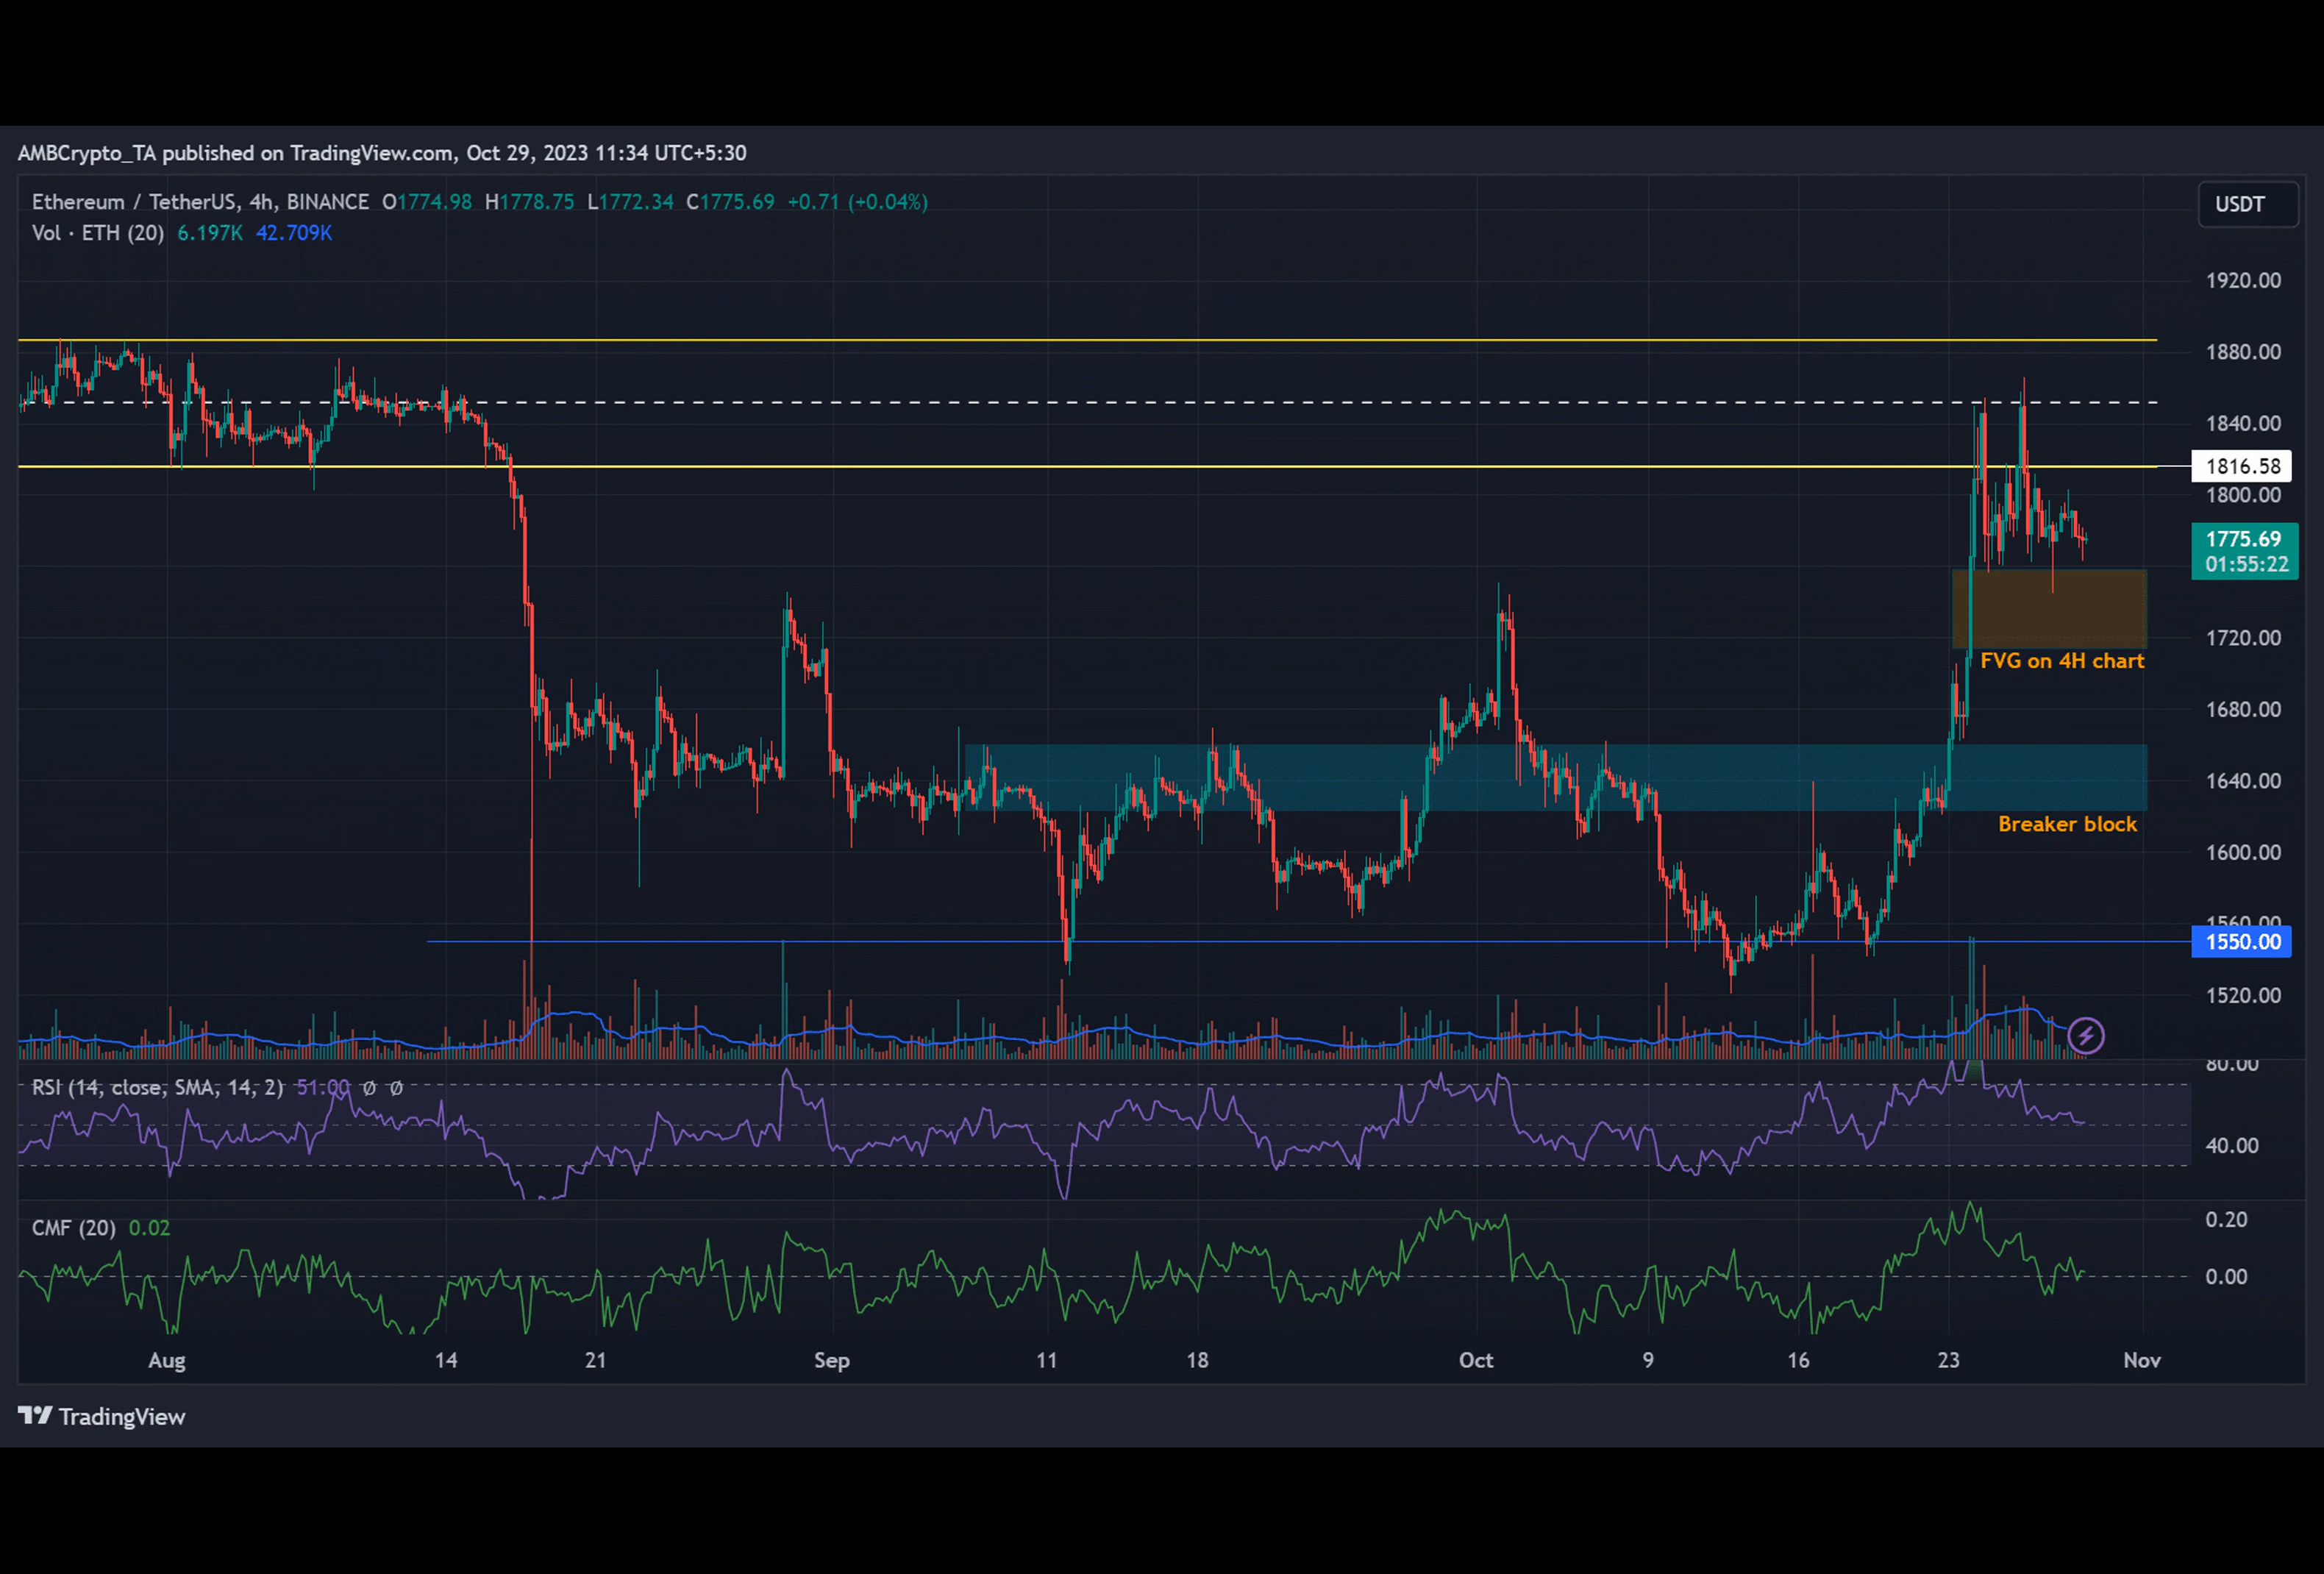 AMBCrypto_TA published on TradingView.com, Oct 29, 2023 11:34 UTC+5:30
Ethereum / TetherUS, 4h, BINANCE O1774.98 H1778.75 L1772.34 C1775.69 +0.71 (+0.04%)
Vol · ETH (20) 6.197K 42.709K
USDT
1920.00
1880.00
1840.00
1816.58
1800.00
1775.69
01:55:22
1720.00
FVG on 4H chart
1680.00
1640.00
Breaker block
1600.00
1560.00
1550.00
1520.00
80.00
RSI (14, close, SMA, 14, 2) 51.00 ø ø
40.00
CMF (20) 0.02
0.20
0.00
Aug 14 21 Sep 11 18 Oct 9 16 23 Nov
TradingView